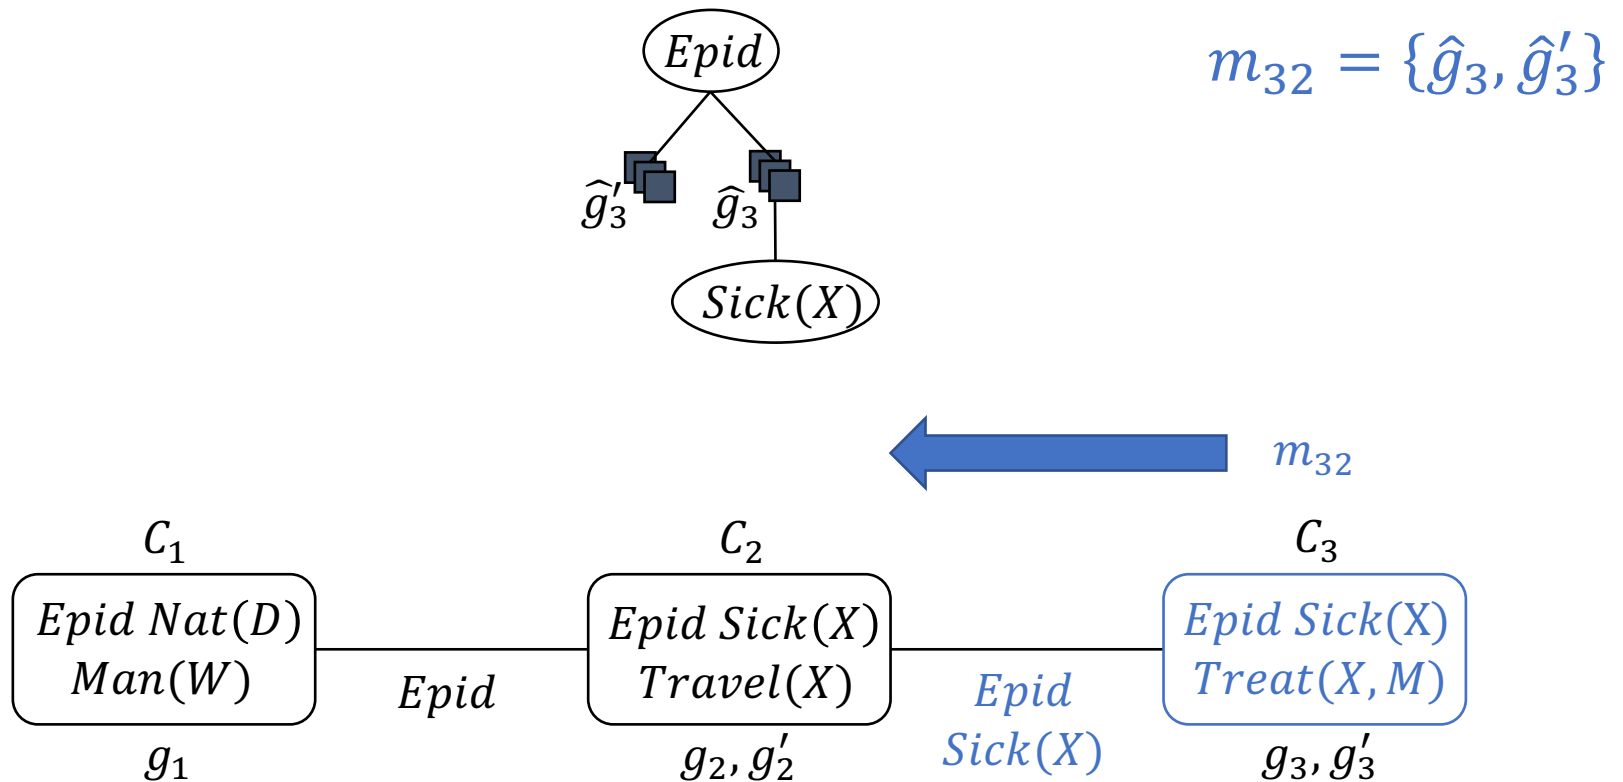 Epid
m₃₂ = {ĝ₃, ĝ′₃}
ĝ′₃
ĝ₃
Sick(X)
m₃₂
C₁
C₂
C₃
Epid Nat(D)
Man(W)
Epid
Epid Sick(X)
Travel(X)
Epid
Sick(X)
Epid Sick(X)
Treat(X, M)
g₁
g₂, g′₂
g₃, g′₃